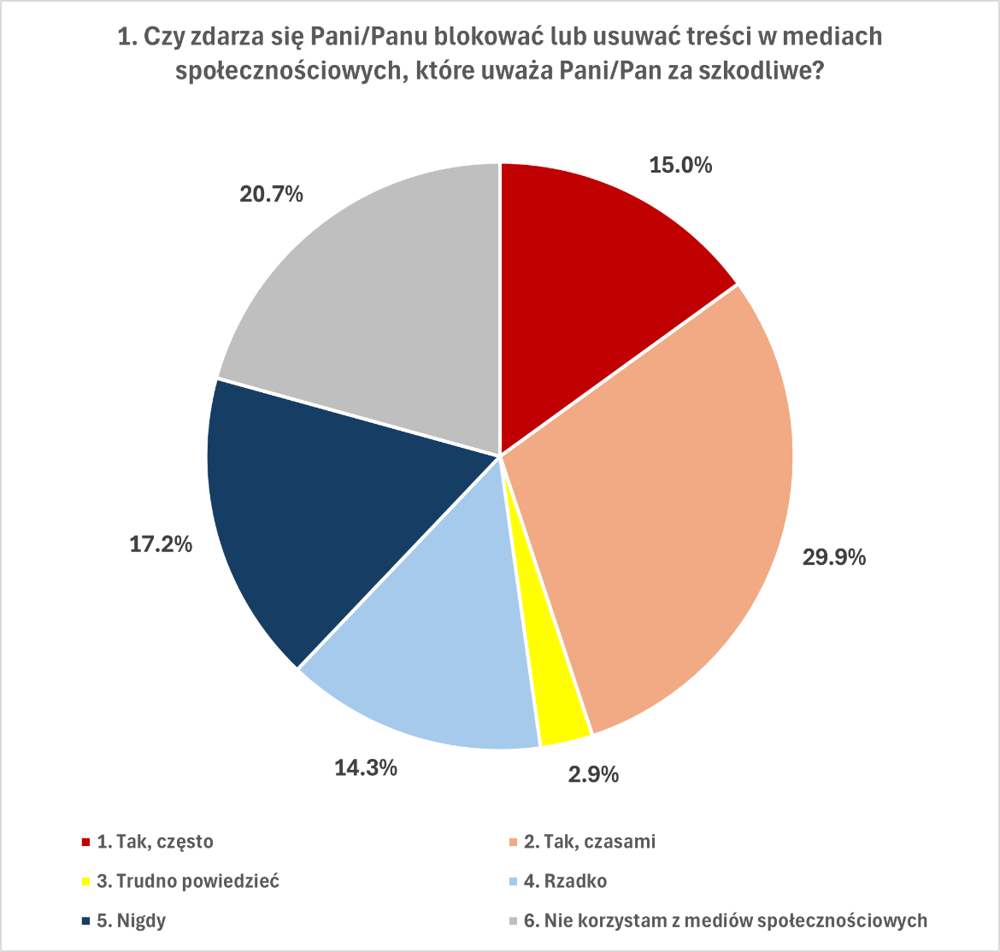 1. Czy zdarza się Pani/Panu blokować lub usuwać treści w mediach
społecznościowych, które uważa Pani/Pan za szkodliwe?
15.0%
20.7%
29.9%
17.2%
14.3%
2.9%
1. Tak, często
2. Tak, czasami
3. Trudno powiedzieć
4. Rzadko
5. Nigdy
6. Nie korzystam z mediów społecznościowych